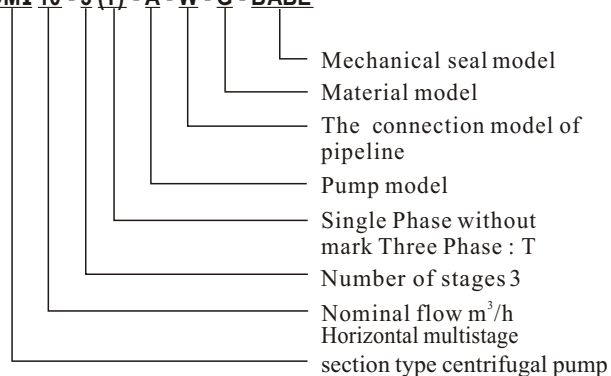 Mechanical seal model
Material model
The connection model of
pipeline
Pump model
Single Phase without
mark Three Phase : T
Number of stages 3
Nominal flow m³/h
Horizontal multistage
section type centrifugal pump